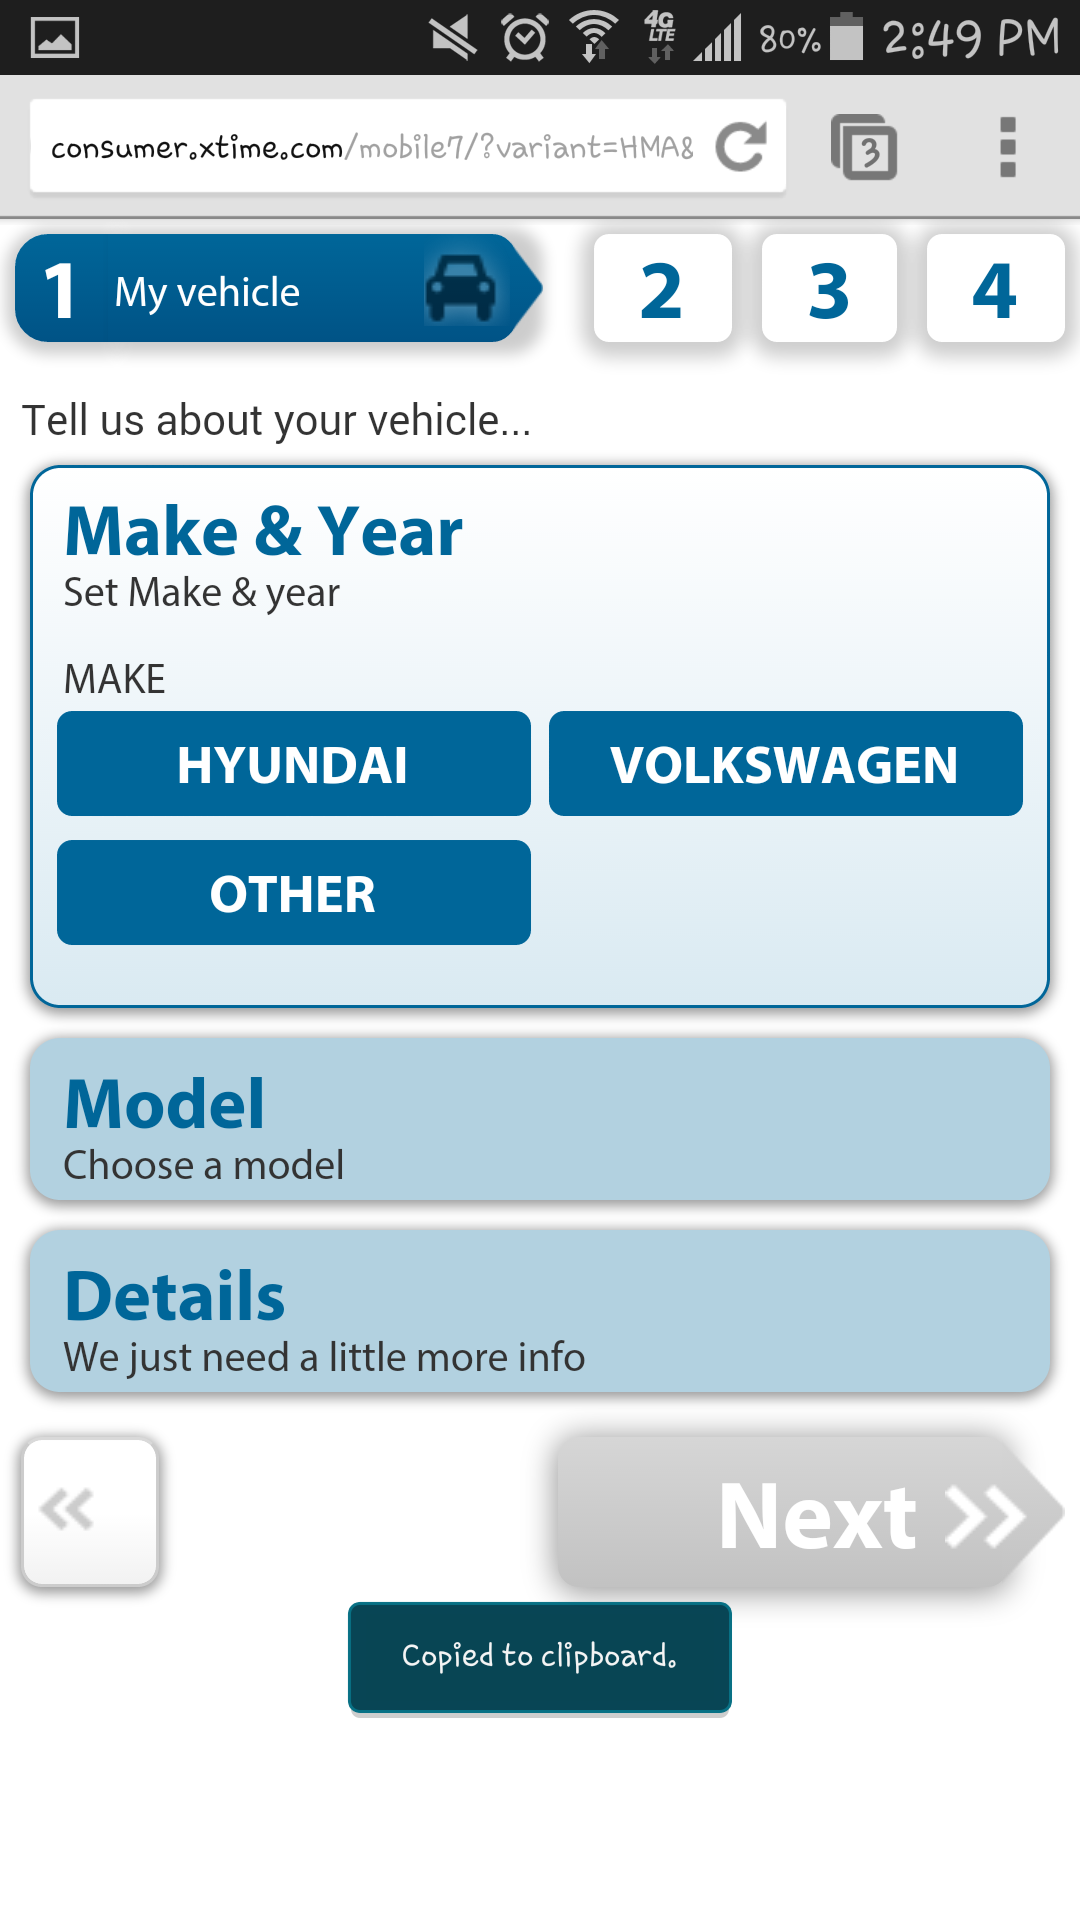 4G LTE 80% 2:49 PM
consumer.xtime.com/mobile7/?variant=HMA& 3
1 My vehicle 2 3 4
Tell us about your vehicle...
Make & Year
Set Make & year
MAKE
HYUNDAI VOLKSWAGEN
OTHER
Model
Choose a model
Details
We just need a little more info
Next
Copied to clipboard.